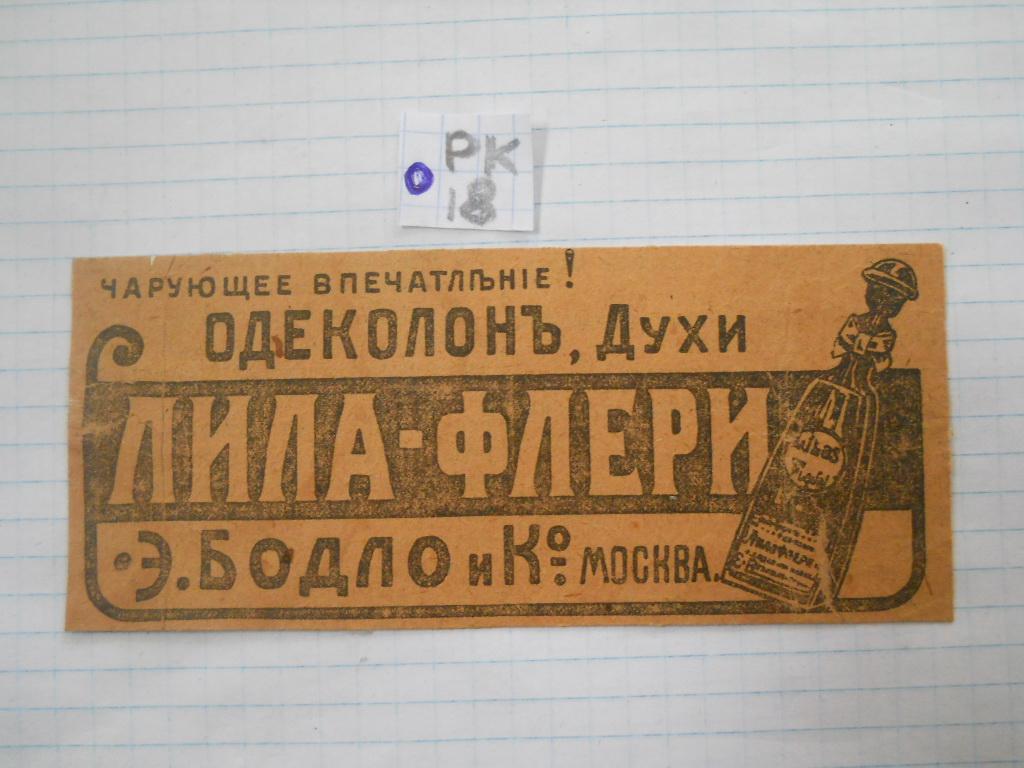 РК
18
ЧАРУЮЩЕЕ ВПЕЧАТЛѢНІЕ!
ОДЕКОЛОНЪ, ДУХИ
ЛИЛА-ФЛЕРИ
Э. БОДЛО и Ко МОСКВА.